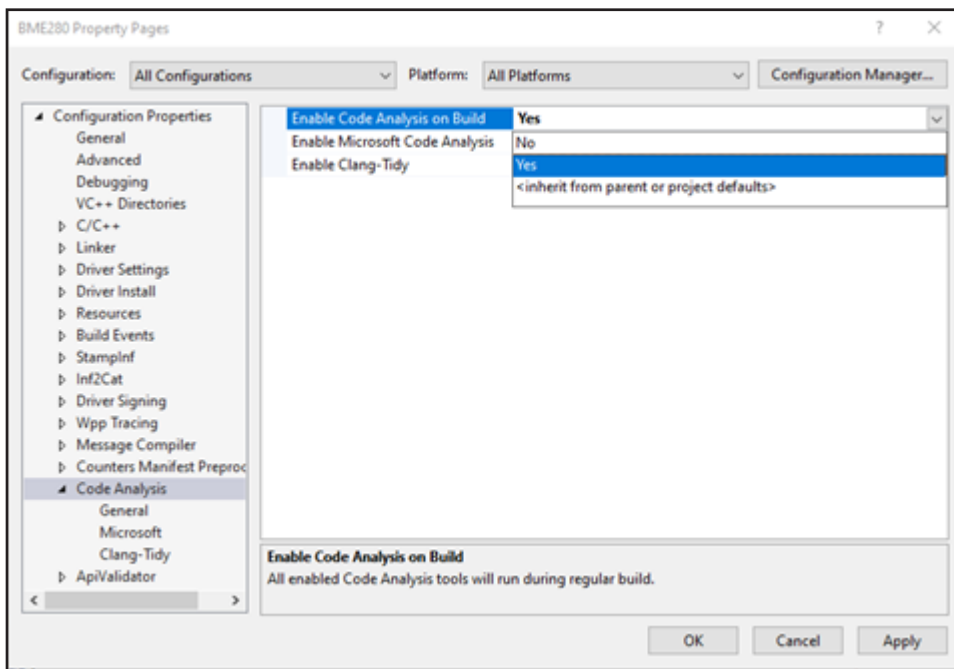 BME280 Property Pages
Configuration: All Configurations Platform: All Platforms Configuration Manager...
Configuration Properties
General
Advanced
Debugging
VC++ Directories
C/C++
Linker
Driver Settings
Driver Install
Resources
Build Events
StampInf
Inf2Cat
Driver Signing
Wpp Tracing
Message Compiler
Counters Manifest Preproc
Code Analysis
General
Microsoft
Clang-Tidy
ApiValidator
Enable Code Analysis on Build Yes
Enable Microsoft Code Analysis No
Enable Clang-Tidy Yes
<inherit from parent or project defaults>
Enable Code Analysis on Build
All enabled Code Analysis tools will run during regular build.
OK Cancel Apply